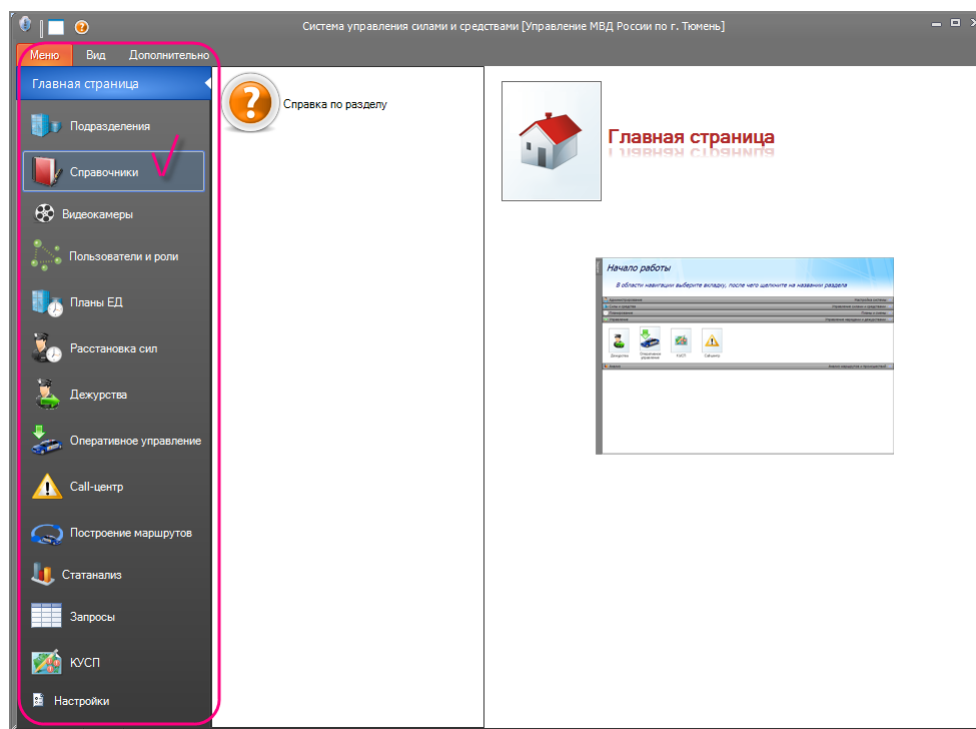 Система управления силами и средствами [Управление МВД России по г. Тюмень]
Меню Вид Дополнительно
Главная страница
Подразделения
Справочники
Видеокамеры
Пользователи и роли
Планы ЕД
Расстановка сил
Дежурства
Оперативное управление
Call-центр
Построение маршрутов
Статанализ
Запросы
КУСП
Настройки
Справка по разделу
Главная страница
Начало работы
В области навигации выберите вкладку, после чего щелкните на названии раздела